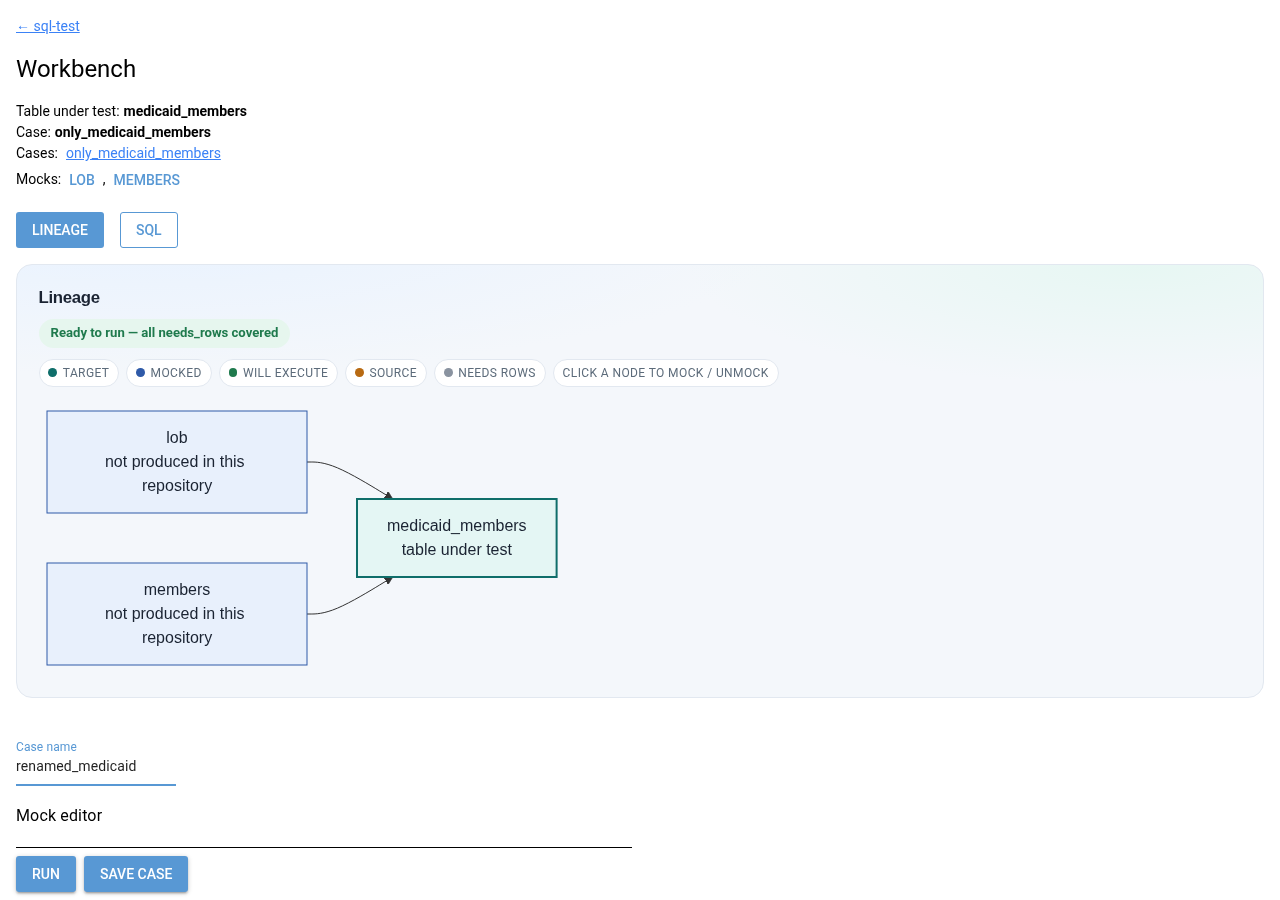 ← sql-test
Workbench
Table under test: medicaid_members
Case: only_medicaid_members
Cases: only_medicaid_members
Mocks: LOB , MEMBERS
LINEAGE SQL
Lineage
Ready to run — all needs_rows covered
TARGET MOCKED WILL EXECUTE SOURCE NEEDS ROWS CLICK A NODE TO MOCK / UNMOCK
lob
not produced in this
repository
medicaid_members
table under test
members
not produced in this
repository
Case name
renamed_medicaid
Mock editor
RUN SAVE CASE